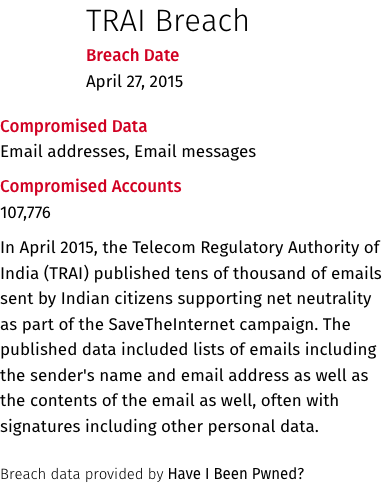 TRAI Breach
Breach Date
April 27, 2015
Compromised Data
Email addresses, Email messages
Compromised Accounts
107,776
In April 2015, the Telecom Regulatory Authority of
India (TRAI) published tens of thousand of emails
sent by Indian citizens supporting net neutrality
as part of the SaveTheInternet campaign. The
published data included lists of emails including
the sender's name and email address as well as
the contents of the email as well, often with
signatures including other personal data.
Breach data provided by Have I Been Pwned?